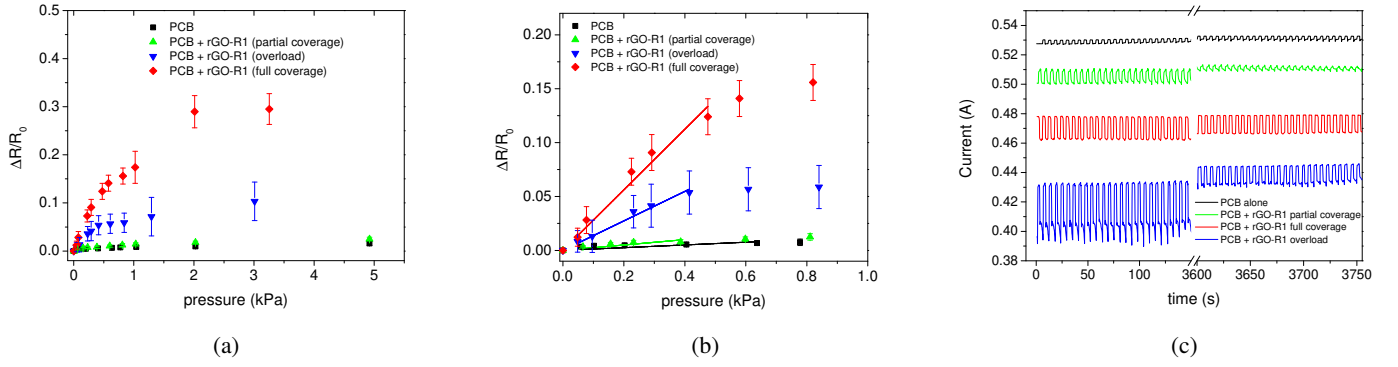 0.5
0.4
0.3
0.2
0.1
0.0
0
1
2
3
4
5
ΔR/R0
pressure (kPa)
PCB
PCB + rGO-R1 (partial coverage)
PCB + rGO-R1 (overload)
PCB + rGO-R1 (full coverage)
(a)
0.20
0.15
0.10
0.05
0.00
0.0
0.2
0.4
0.6
0.8
1.0
ΔR/R0
pressure (kPa)
PCB
PCB + rGO-R1 (partial coverage)
PCB + rGO-R1 (overload)
PCB + rGO-R1 (full coverage)
(b)
0.54
0.52
0.50
0.48
0.46
0.44
0.42
0.40
0.38
0
50
100
3600
3650
3700
3750
Current (A)
time (s)
PCB alone
PCB + rGO-R1 partial coverage
PCB + rGO-R1 full coverage
PCB + rGO-R1 overload
(c)